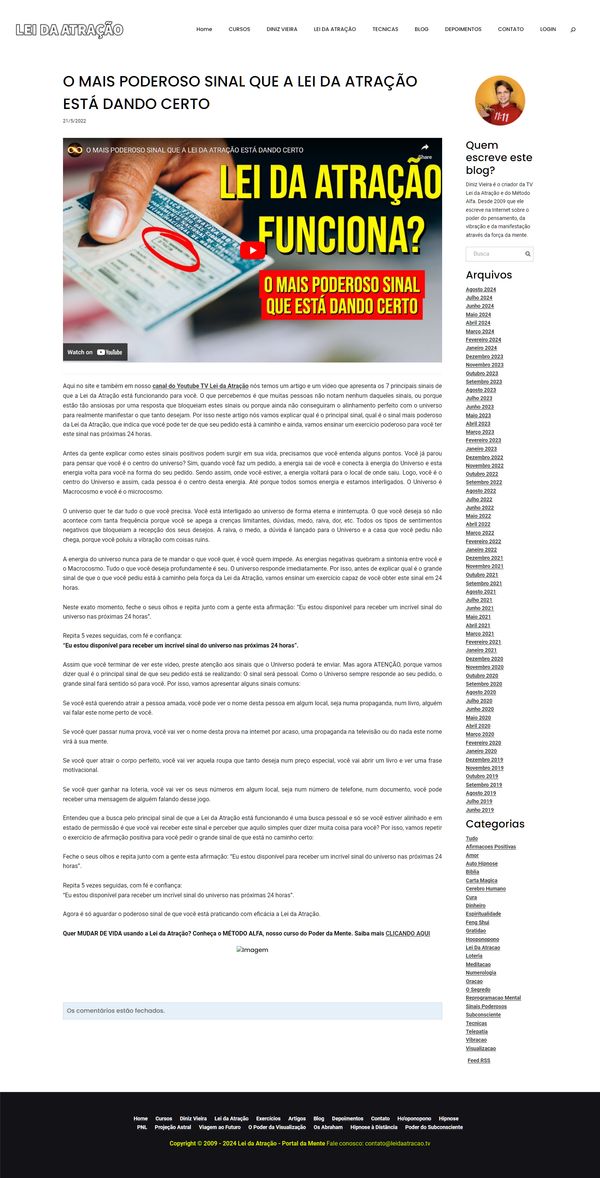 LEI DA ATRAÇÃO
Home CURSOS DINIZ VIEIRA LEI DA ATRAÇÃO TECNICAS BLOG DEPOIMENTOS CONTATO LOGIN
O MAIS PODEROSO SINAL QUE A LEI DA ATRAÇÃO
ESTÁ DANDO CERTO
21/5/2022
O MAIS PODEROSO SINAL QUE A LEI DA ATRAÇÃO ESTÁ DANDO CERTO
Share
LEI DA ATRAÇÃO
FUNCIONA?
O MAIS PODEROSO SINAL
QUE ESTÁ DANDO CERTO
Watch on YouTube
Aqui no site e também em nosso canal do Youtube TV Lei da Atração nós temos um artigo e um vídeo que apresenta os 7 principais sinais de
que a Lei da Atração está funcionando para você. O que percebemos é que muitas pessoas não notam nenhum daqueles sinais, ou porque
estão tão ansiosas por uma resposta que bloqueiam estes sinais ou porque ainda não conseguiram o alinhamento perfeito com o universo
para realmente manifestar o que tanto desejam. Por isso neste artigo nós vamos explicar qual é o principal sinal, qual é o sinal mais poderoso
da Lei da Atração, que indica que você pode ter de que seu pedido está à caminho e ainda, vamos ensinar um exercício poderoso para você ter
este sinal nas próximas 24 horas.
Antes da gente explicar como estes sinais positivos podem surgir em sua vida, precisamos que você entenda alguns pontos. Você já parou
para pensar que você é o centro do universo? Sim, quando você faz um pedido, a energia sai de você e conecta à energia do Universo e esta
energia volta para você na forma do seu pedido. Sendo assim, onde você estiver, a energia voltará para o local de onde saiu. Logo, você é o
centro do Universo e assim, cada pessoa é o centro desta energia. Até porque todos somos energia e estamos interligados. O Universo é
Macrocosmo e você é o microcosmo.
O universo quer te dar tudo o que você precisa. Você está interligado ao universo de forma eterna e ininterrupta. O que você deseja só não
acontece com tanta frequência porque você se apega a crenças limitantes, dúvidas, medo, raiva, dor, etc. Todos os tipos de sentimentos
negativos que bloqueiam a recepção dos seus desejos. A raiva, o medo, a dúvida é lançado para o Universo e a casa que você pediu não
chega, porque você poluiu a vibração com coisas ruins.
A energia do universo nunca para de te mandar o que você quer, é você quem impede. As energias negativas quebram a sintonia entre você e
o Macrocosmo. Tudo o que você deseja profundamente é seu. O universo responde imediatamente. Por isso, antes de explicar qual é o grande
sinal de que o que você pediu está à caminho pela força da Lei da Atração, vamos ensinar um exercício capaz de você obter este sinal em 24
horas.
Neste exato momento, feche o seus olhos e repita junto com a gente esta afirmação: “Eu estou disponível para receber um incrível sinal do
universo nas próximas 24 horas”.
Repita 5 vezes seguidas, com fé e confiança:
“Eu estou disponível para receber um incrível sinal do universo nas próximas 24 horas”.
Assim que você terminar de ver este vídeo, preste atenção aos sinais que o Universo poderá te enviar. Mas agora ATENÇÃO, porque vamos
dizer qual é o principal sinal de que seu pedido está se realizando: O sinal será pessoal. Como o Universo sempre responde ao seu pedido, o
grande sinal fará sentido só para você. Por isso, vamos apresentar alguns sinais comuns:
Se você está querendo atrair a pessoa amada, você pode ver o nome desta pessoa em algum local, seja numa propaganda, num livro, alguém
vai falar este nome perto de você.
Se você quer passar numa prova, você vai ver o nome desta prova na internet por acaso, uma propaganda na televisão ou do nada este nome
virá à sua mente.
Se você quer atrair o corpo perfeito, você vai ver aquela roupa que tanto deseja num preço especial, você vai abrir um livro e ver uma frase
motivacional.
Se você quer ganhar na loteria, você vai ver os seus números em algum local, seja num número de telefone, num documento, você pode
receber uma mensagem de alguém falando desse jogo.
Entendeu que a busca pelo principal sinal de que a Lei da Atração está funcionando é uma busca pessoal e só se você estiver alinhado e em
estado de permissão é que você vai receber este sinal e perceber que aquilo simples quer dizer muita coisa para você? Por isso, vamos repetir
o exercício de afirmação positiva para você pedir o grande sinal de que está no caminho certo:
Feche o seus olhos e repita junto com a gente esta afirmação: “Eu estou disponível para receber um incrível sinal do universo nas próximas 24
horas”.
Repita 5 vezes seguidas, com fé e confiança:
“Eu estou disponível para receber um incrível sinal do universo nas próximas 24 horas”.
Agora é só aguardar o poderoso sinal de que você está praticando com eficácia a Lei da Atração.
Quer MUDAR DE VIDA usando a Lei da Atração? Conheça o MÉTODO ALFA, nosso curso do Poder da Mente. Saiba mais CLICANDO AQUI
Imagem
Os comentários estão fechados.
11:11
Quem
escreve este
blog?
Diniz Vieira é o criador da TV
Lei da Atração e do Método
Alfa. Desde 2009 que ele
escreve na Internet sobre o
poder do pensamento, da
vibração e da manifestação
através da força da mente.
Busca
Arquivos
Agosto 2024
Julho 2024
Junho 2024
Maio 2024
Abril 2024
Março 2024
Fevereiro 2024
Janeiro 2024
Dezembro 2023
Novembro 2023
Outubro 2023
Setembro 2023
Agosto 2023
Julho 2023
Junho 2023
Maio 2023
Abril 2023
Março 2023
Fevereiro 2023
Janeiro 2023
Dezembro 2022
Novembro 2022
Outubro 2022
Setembro 2022
Agosto 2022
Julho 2022
Junho 2022
Maio 2022
Abril 2022
Março 2022
Fevereiro 2022
Janeiro 2022
Dezembro 2021
Novembro 2021
Outubro 2021
Setembro 2021
Agosto 2021
Julho 2021
Junho 2021
Maio 2021
Abril 2021
Março 2021
Fevereiro 2021
Janeiro 2021
Dezembro 2020
Novembro 2020
Outubro 2020
Setembro 2020
Agosto 2020
Julho 2020
Junho 2020
Maio 2020
Abril 2020
Março 2020
Fevereiro 2020
Janeiro 2020
Dezembro 2019
Novembro 2019
Outubro 2019
Setembro 2019
Agosto 2019
Julho 2019
Junho 2019
Categorias
Tudo
Afirmacoes Positivas
Amor
Auto Hipnose
Biblia
Carta Magica
Cerebro Humano
Cura
Dinheiro
Espiritualidade
Feng Shui
Gratidao
Hooponopono
Lei Da Atracao
Loteria
Meditacao
Numerologia
Oracao
O Segredo
Reprogramacao Mental
Sinais Poderosos
Subconsciente
Tecnicas
Telepatia
Vibracao
Visualizacao
Feed RSS
Home Cursos Diniz Vieira Lei da Atração Exercícios Artigos Blog Depoimentos Contato Ho'oponopono Hipnose
PNL Projeção Astral Viagem ao Futuro O Poder da Visualização Os Abraham Hipnose à Distância Poder do Subconsciente
Copyright © 2009 - 2024 Lei da Atração - Portal da Mente Fale conosco: contato@leidaatracao.tv